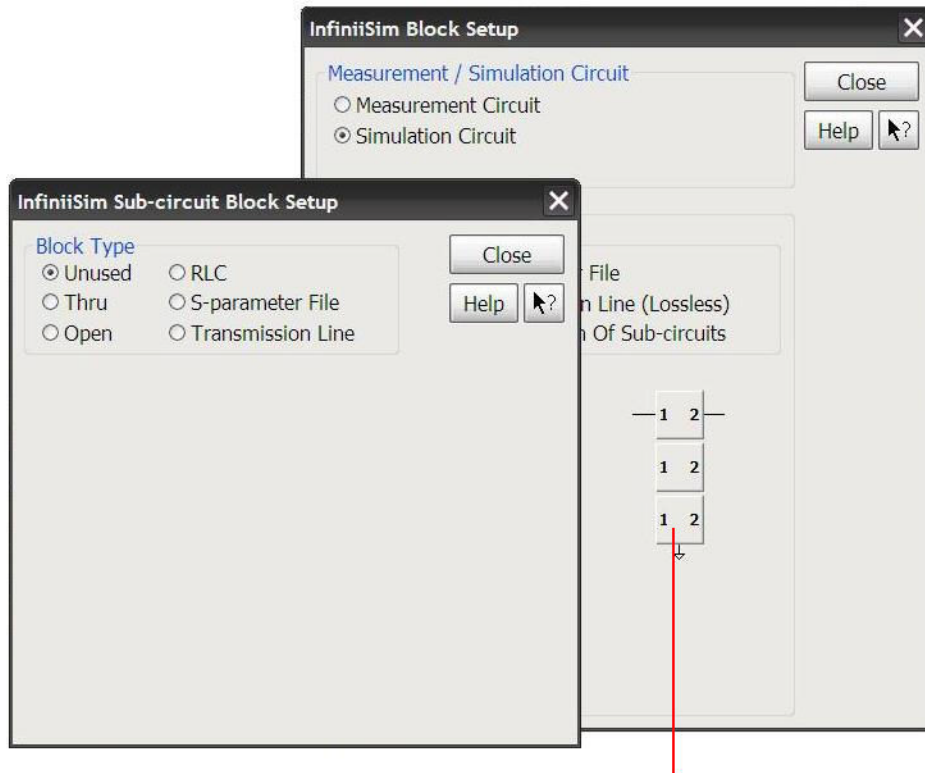 InfiniiSim Block Setup
Measurement / Simulation Circuit
Measurement Circuit
Simulation Circuit
Close
Help
?
InfiniiSim Sub-circuit Block Setup
Block Type
Unused
RLC
Thru
S-parameter File
Open
Transmission Line
Close
Help
?
File
n Line (Lossless)
Of Sub-circuits
1 2
1 2
1 2